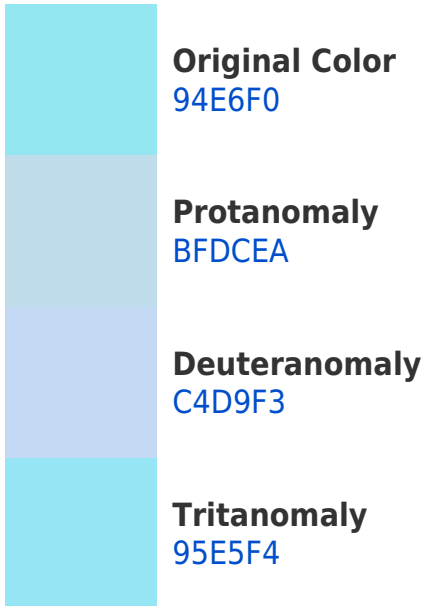 Original Color
94E6F0
Protanomaly
BFDCEA
Deuteranomaly
C4D9F3
Tritanomaly
95E5F4